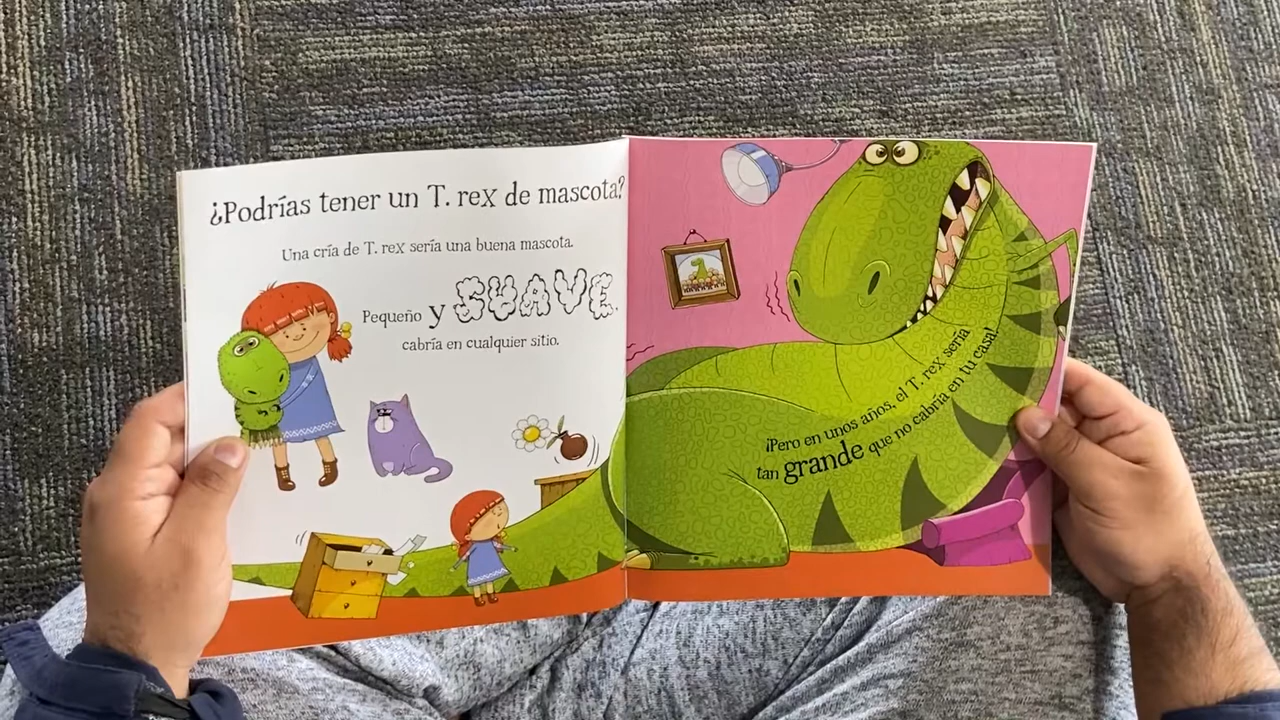 ¿Podrías tener un T. rex de mascota?
Una cría de T. rex sería una buena mascota.
Pequeño y SUAVE,
cabría en cualquier sitio.
¡Pero en unos años, el T. rex sería
tan grande que no cabría en tu casa!